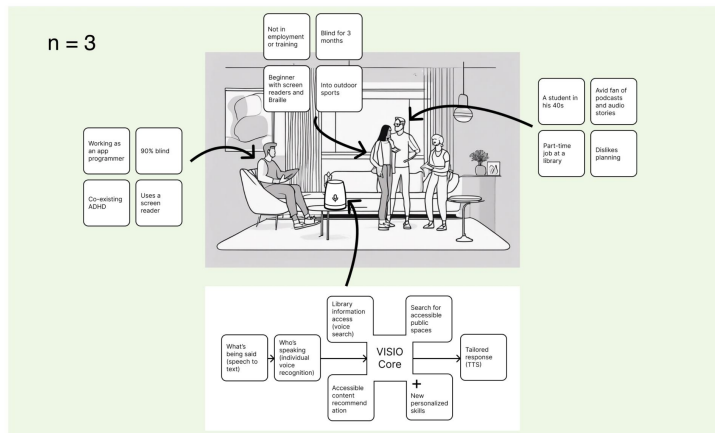 n = 3
Not in
employment
or training
Blind for 3
months
Beginner
with screen
readers and
Braille
Into outdoor
sports
A student in
his 40s
Avid fan of
podcasts
and audio
stories
Part-time
job at a
library
Dislikes
planning
Working as
an app
programmer
90% blind
Co-existing
ADHD
Uses a
screen
reader
Library
information
access
(voice
search)
Search for
accessible
public
spaces
What's
being said
(speech to
text)
Who's
speaking
(individual
voice
recognition)
VISIO
Core
Tailored
response
(TTS)
Accessible
content
recommend
ation
+
New
personalized
skills